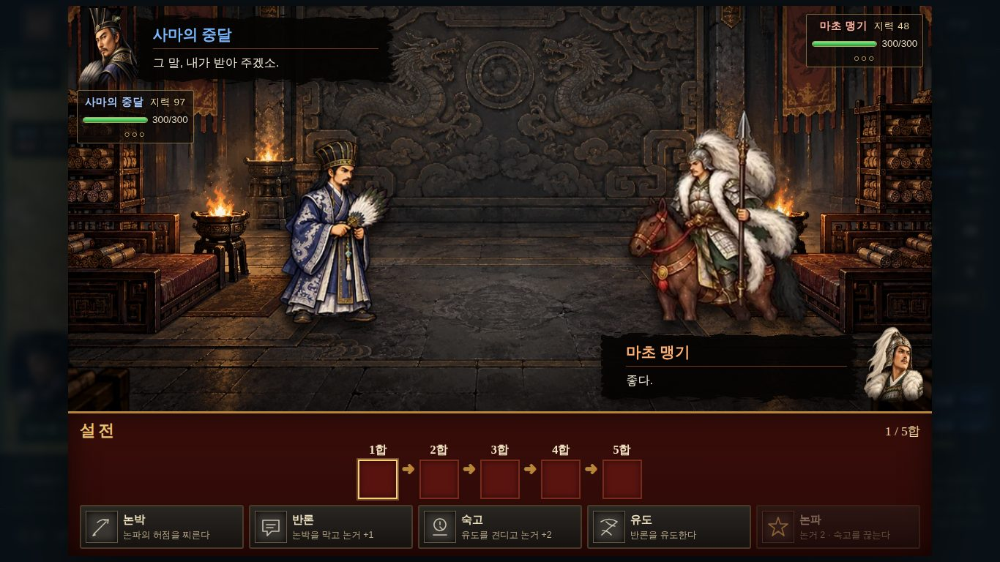 사마의 중달
그 말, 내가 받아 주겠소.
사마의 중달 지력 97
300/300
마초 맹기 지력 48
300/300
마초 맹기
좋다.
설전
1 / 5합
1합 2합 3합 4합 5합
논박
논파의 허점을 찌른다
반론
논박을 막고 논거 +1
숙고
유도를 견디고 논거 +2
유도
반론을 유도한다
논파
논거 2 · 숙고를 끊는다